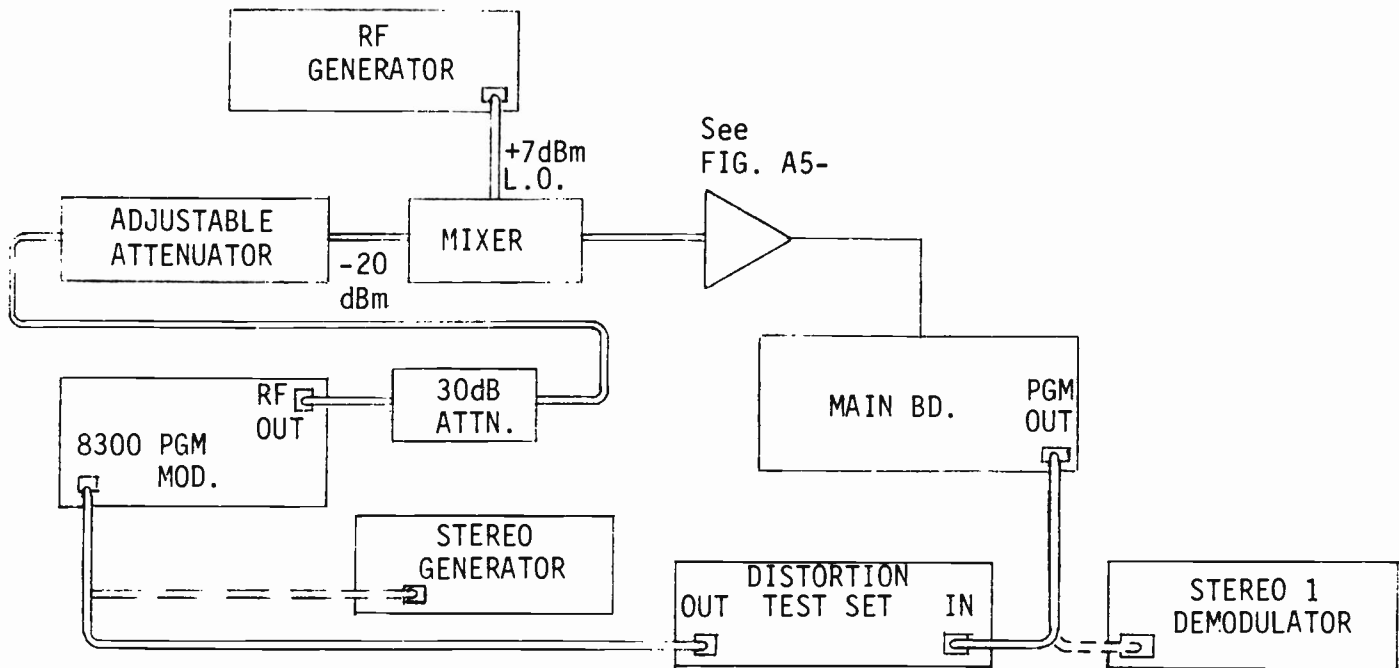 RF
GENERATOR
+7dBm
L.O.
See
FIG. A5-
ADJUSTABLE
ATTENUATOR
-20
dBm
MIXER
RF
OUT
8300 PGM
MOD.
30dB
ATTN.
MAIN BD.
PGM
OUT
STEREO
GENERATOR
DISTORTION
TEST SET
OUT
IN
STEREO 1
DEMODULATOR